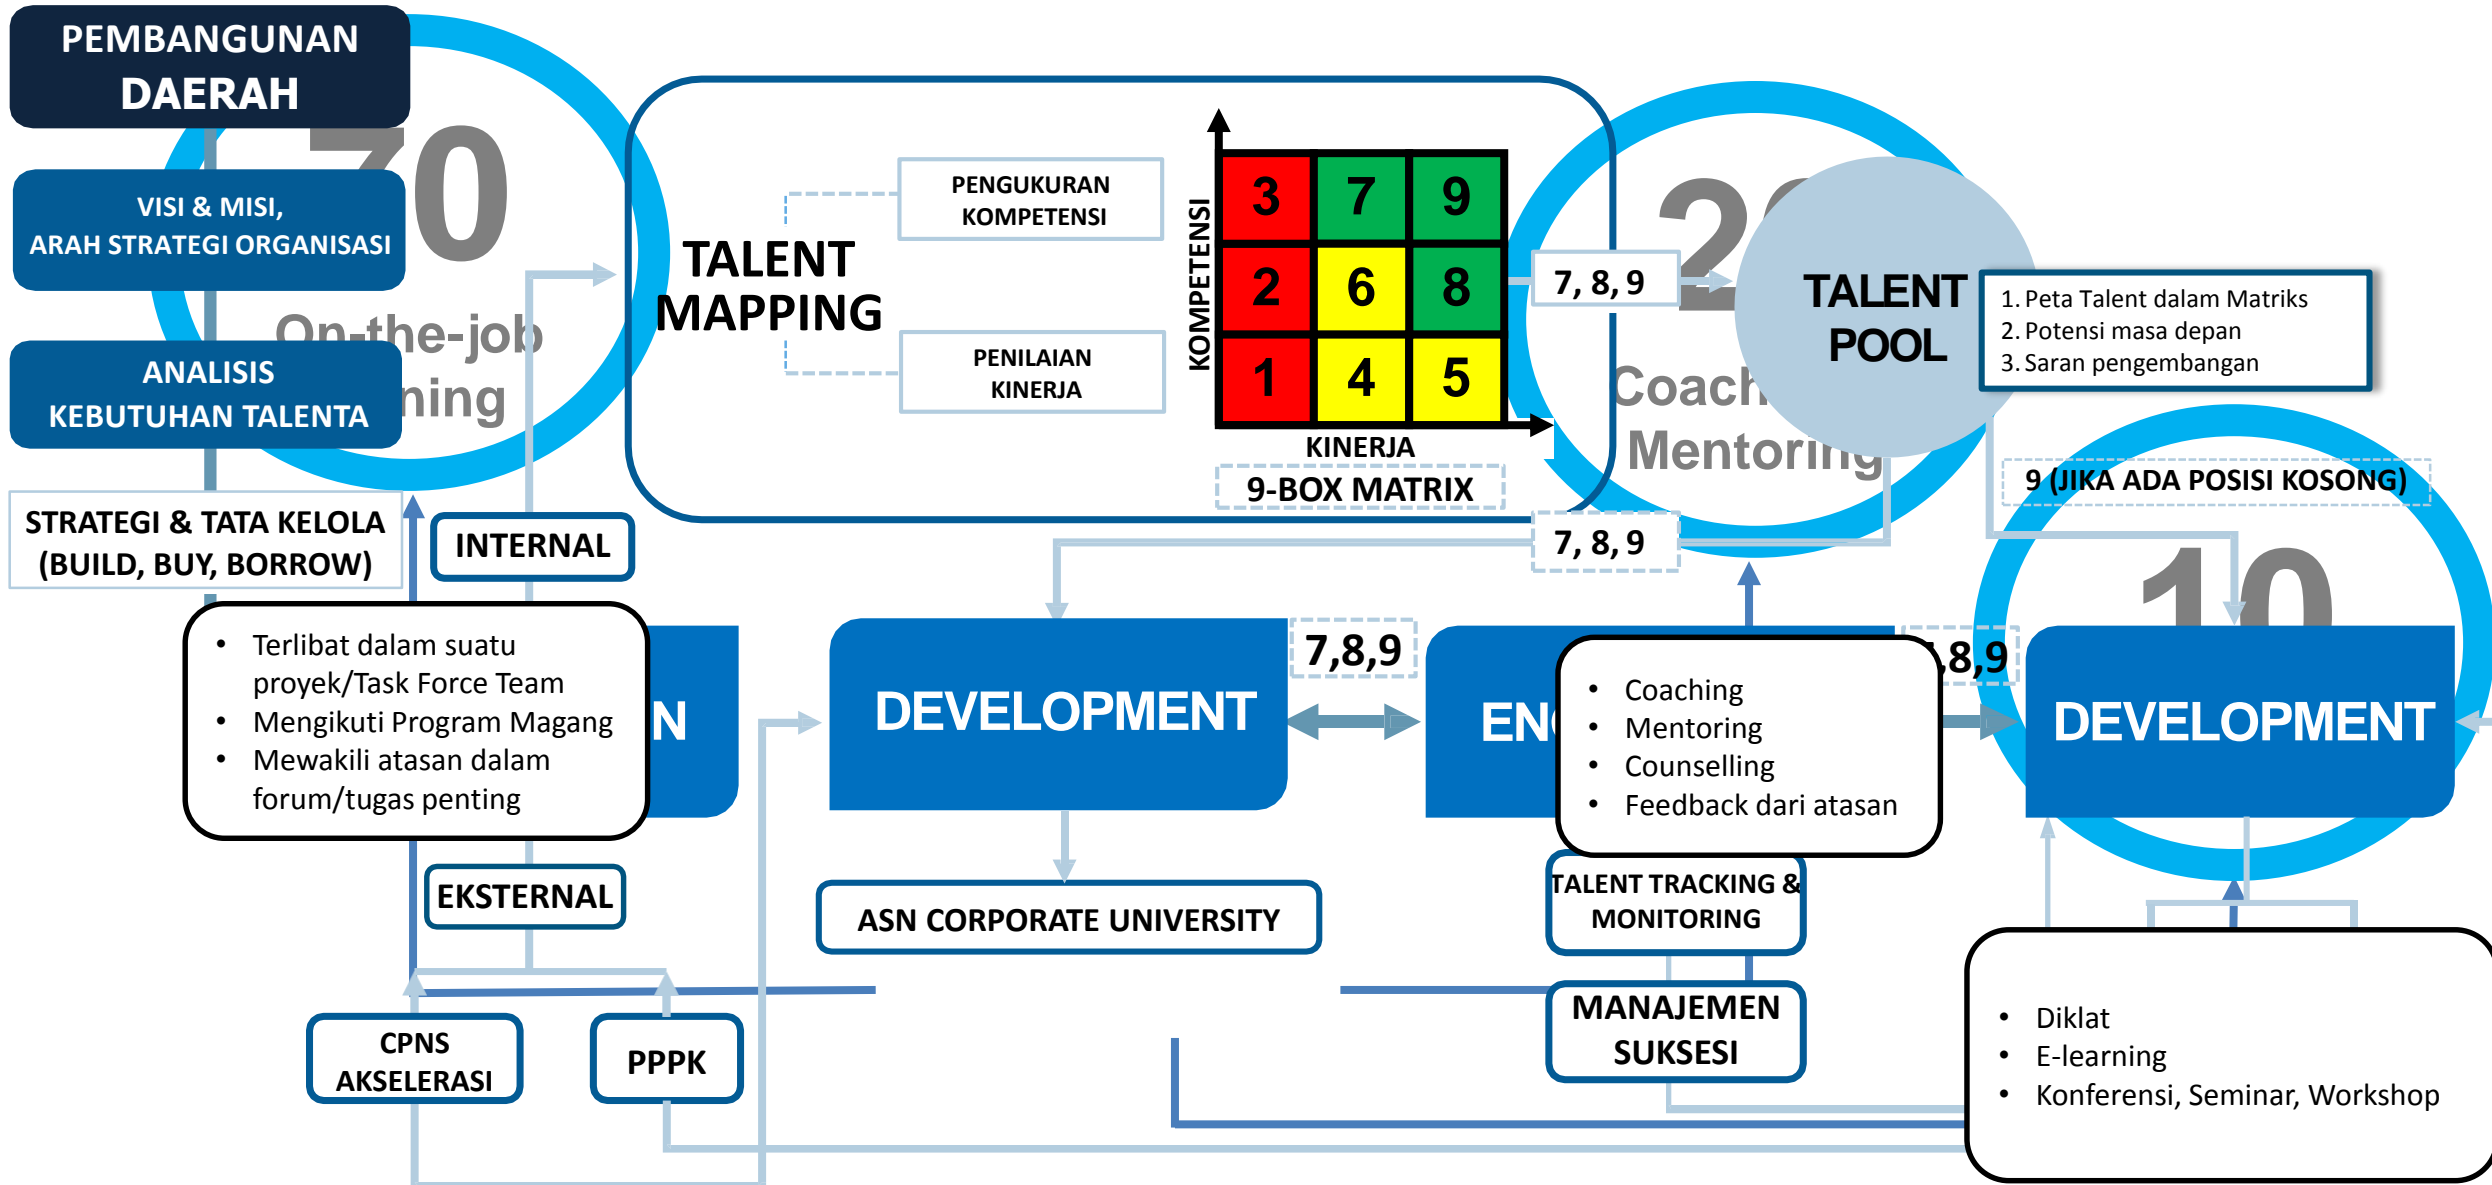 PEMBANGUNAN
DAERAH
VISI & MISI,
ARAH STRATEGI ORGANISASI
ANALISIS
KEBUTUHAN TALENTA
STRATEGI & TATA KELOLA
(BUILD, BUY, BORROW)
70
On-the-job
INTERNAL
TALENT
MAPPING
PENGUKURAN
KOMPETENSI
PENILAIAN
KINERJA
KOMPETENSI
3 7 9
2 6 8
1 4 5
KINERJA
9-BOX MATRIX
7, 8, 9
TALENT
POOL
Mentoring
1. Peta Talent dalam Matriks
2. Potensi masa depan
3. Saran pengembangan
9 (JIKA ADA POSISI KOSONG)
7, 8, 9
10
• Terlibat dalam suatu
proyek/Task Force Team
• Mengikuti Program Magang
• Mewakili atasan dalam
forum/tugas penting
DEVELOPMENT
7,8,9
• Coaching
• Mentoring
• Counselling
• Feedback dari atasan
,8,9
DEVELOPMENT
EKSTERNAL
ASN CORPORATE UNIVERSITY
TALENT TRACKING &
MONITORING
MANAJEMEN
SUKSESI
CPNS
AKSELERASI
PPPK
• Diklat
• E-learning
• Konferensi, Seminar, Workshop